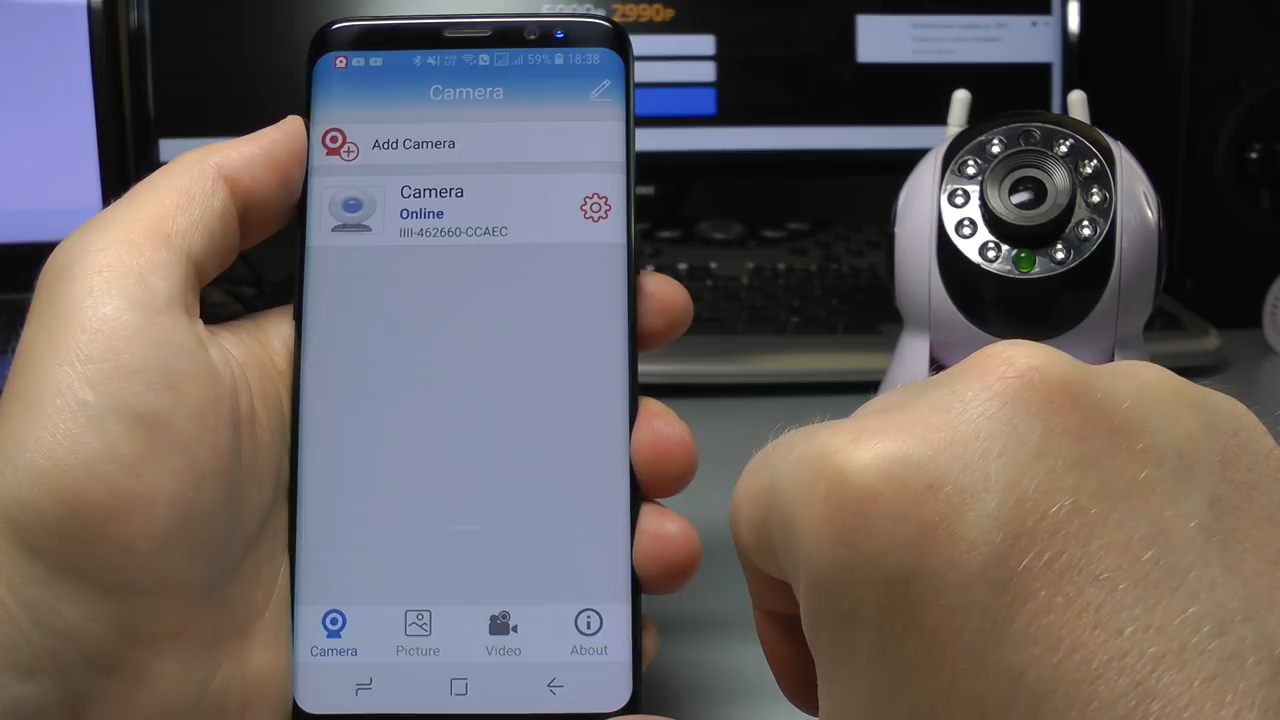 2990₽
59% 18:38
Camera
Add Camera
Camera
Online
IIII-462660-CCAEC
Camera
Picture
Video
About